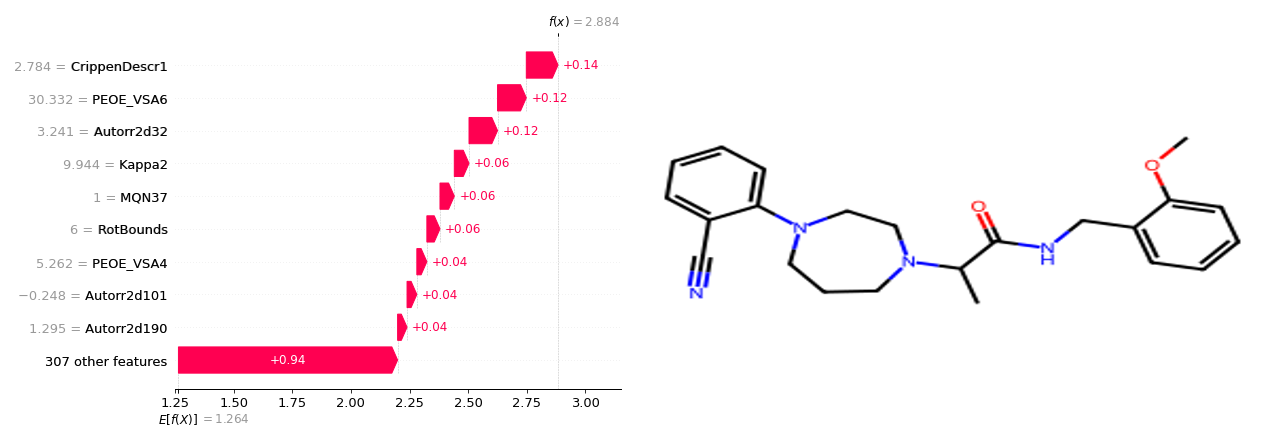 f(x) = 2.884
2.784 = CrippenDescr1 +0.14
30.332 = PEOE_VSA6 +0.12
3.241 = Autorr2d32 +0.12
9.944 = Kappa2 +0.06
1 = MQN37 +0.06
6 = RotBounds +0.06
5.262 = PEOE_VSA4 +0.04
−0.248 = Autorr2d101 +0.04
1.295 = Autorr2d190 +0.04
307 other features +0.94
1.25 1.50 1.75 2.00 2.25 2.50 2.75 3.00
E[f(X)] = 1.264
O
O
N
N
N
H
N